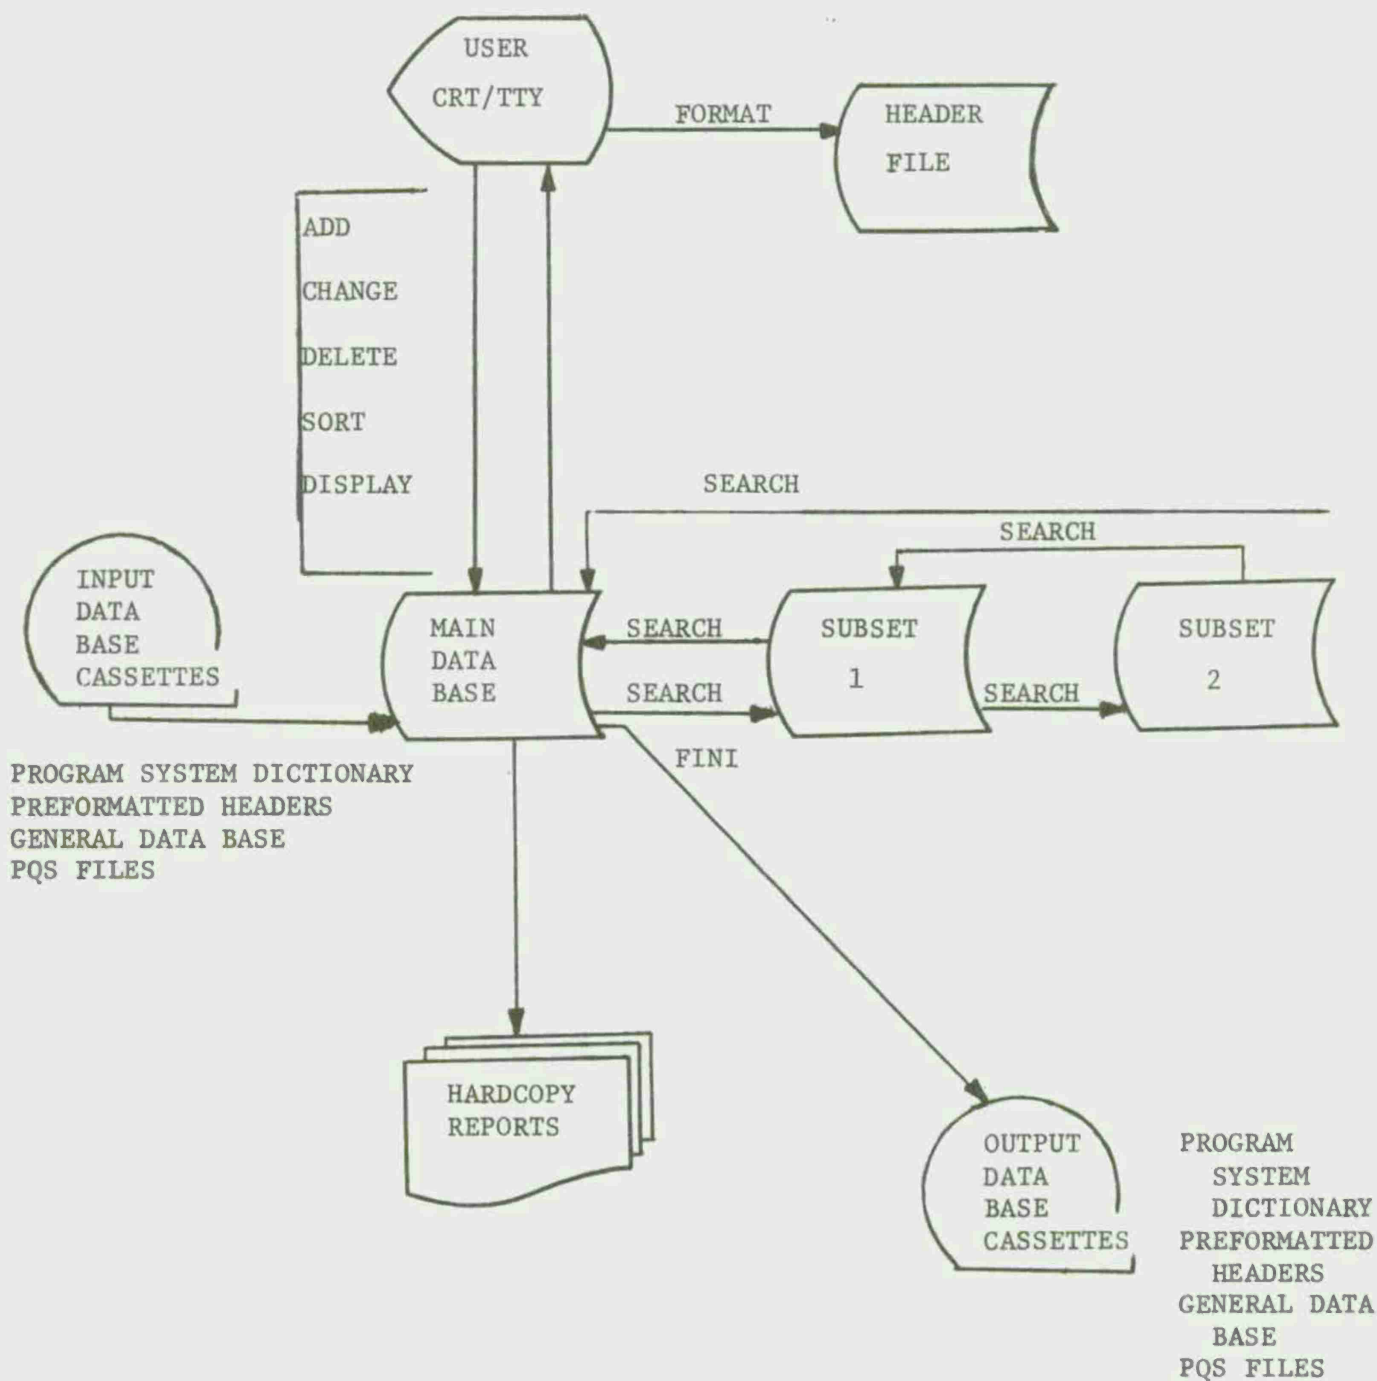 USER
CRT/TTY
FORMAT
HEADER
FILE
ADD
CHANGE
DELETE
SORT
DISPLAY
SEARCH
SEARCH
INPUT
DATA
BASE
CASSETTES
MAIN
DATA
BASE
SEARCH
SEARCH
SUBSET
1
SEARCH
SUBSET
2
FINI
PROGRAM SYSTEM DICTIONARY
PREFORMATTED HEADERS
GENERAL DATA BASE
PQS FILES
HARDCOPY
REPORTS
OUTPUT
DATA
BASE
CASSETTES
PROGRAM
SYSTEM
DICTIONARY
PREFORMATTED
HEADERS
GENERAL DATA
BASE
PQS FILES